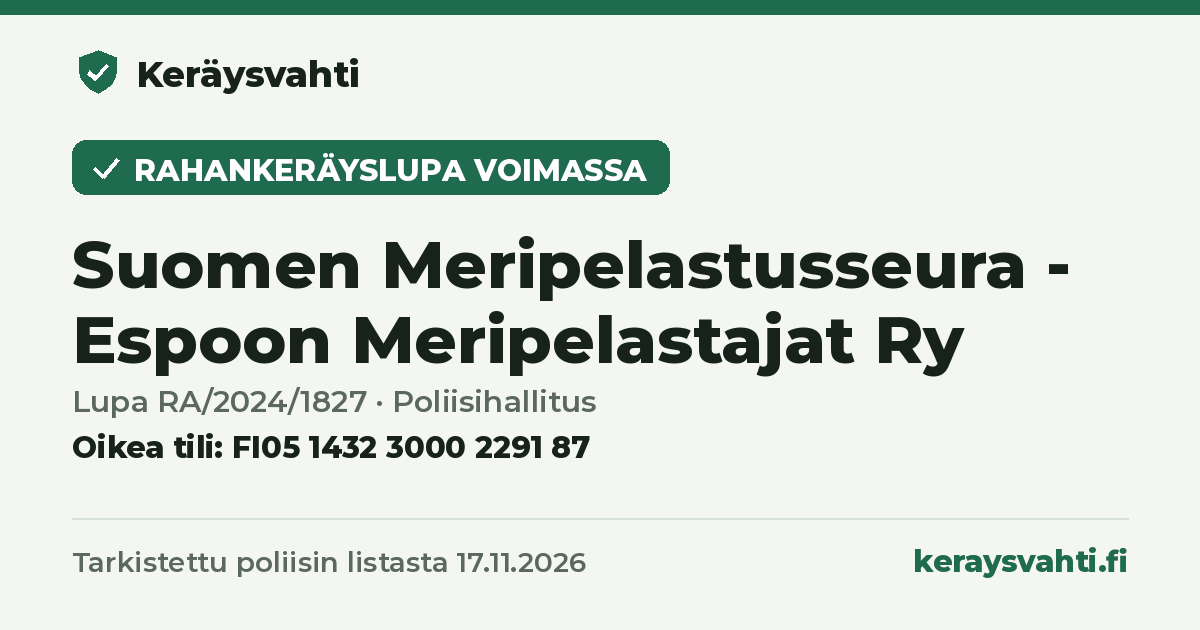 Keräysvahti
RAHANKERÄYSLUPA VOIMASSA
Suomen Meripelastusseura -
Espoon Meripelastajat Ry
Lupa RA/2024/1827 · Poliisihallitus
Oikea tili: FI05 1432 3000 2291 87
Tarkistettu poliisin listasta 17.11.2026
keraysvahti.fi